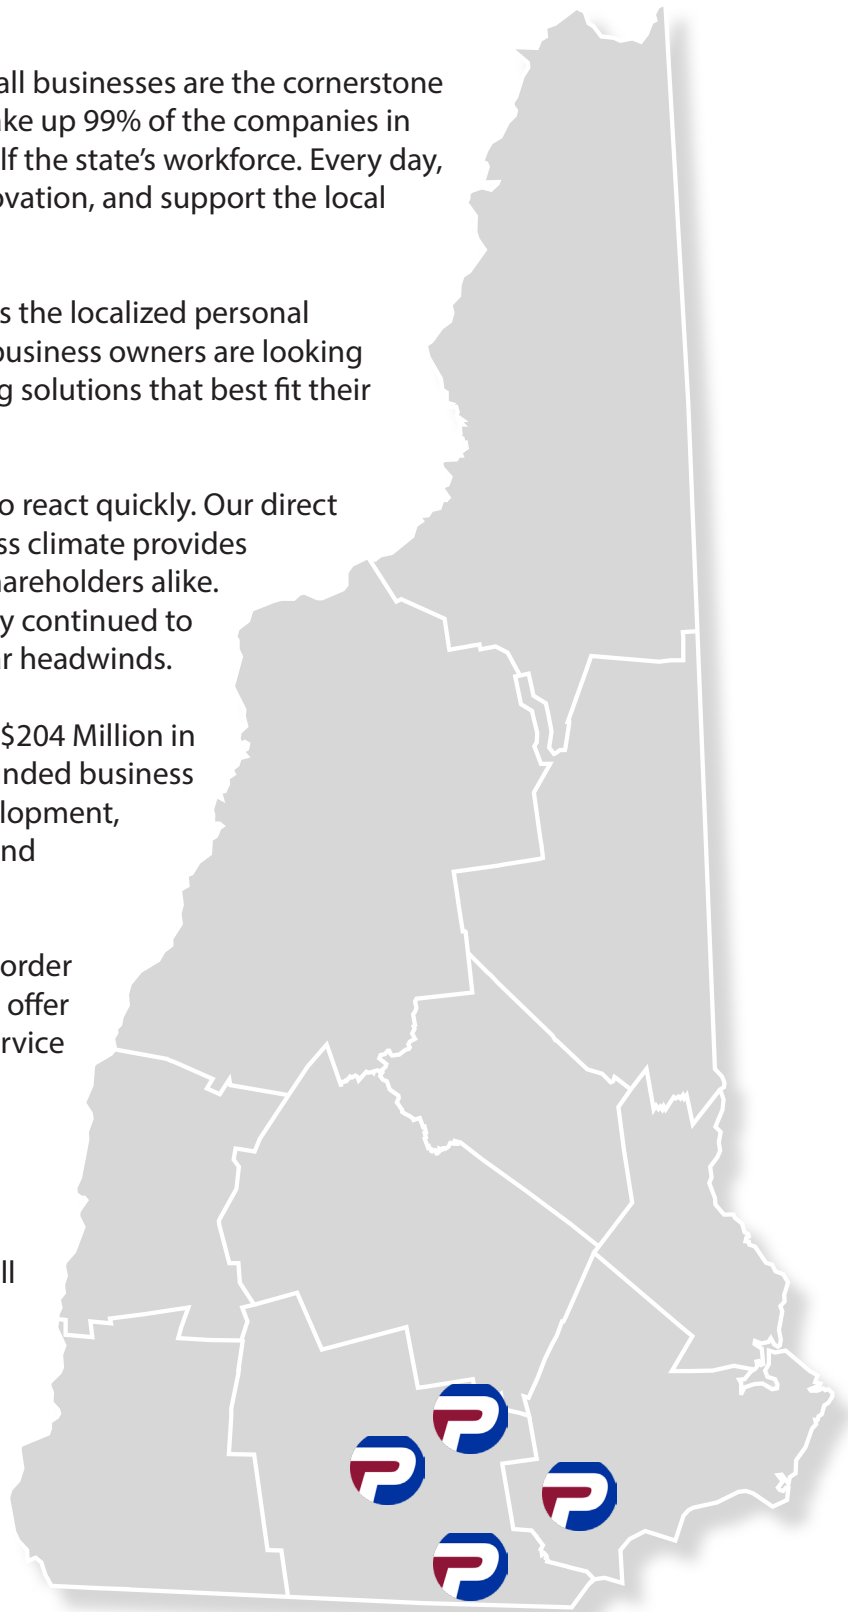 all businesses are the cornerstone
ake up 99% of the companies in
lf the state’s workforce. Every day,
ovation, and support the local
s the localized personal
business owners are looking
g solutions that best fit their
o react quickly. Our direct
ss climate provides
hareholders alike.
y continued to
ar headwinds.
$204 Million in
nded business
lopment,
nd
order
offer
rvice
ll
P
P
P
P